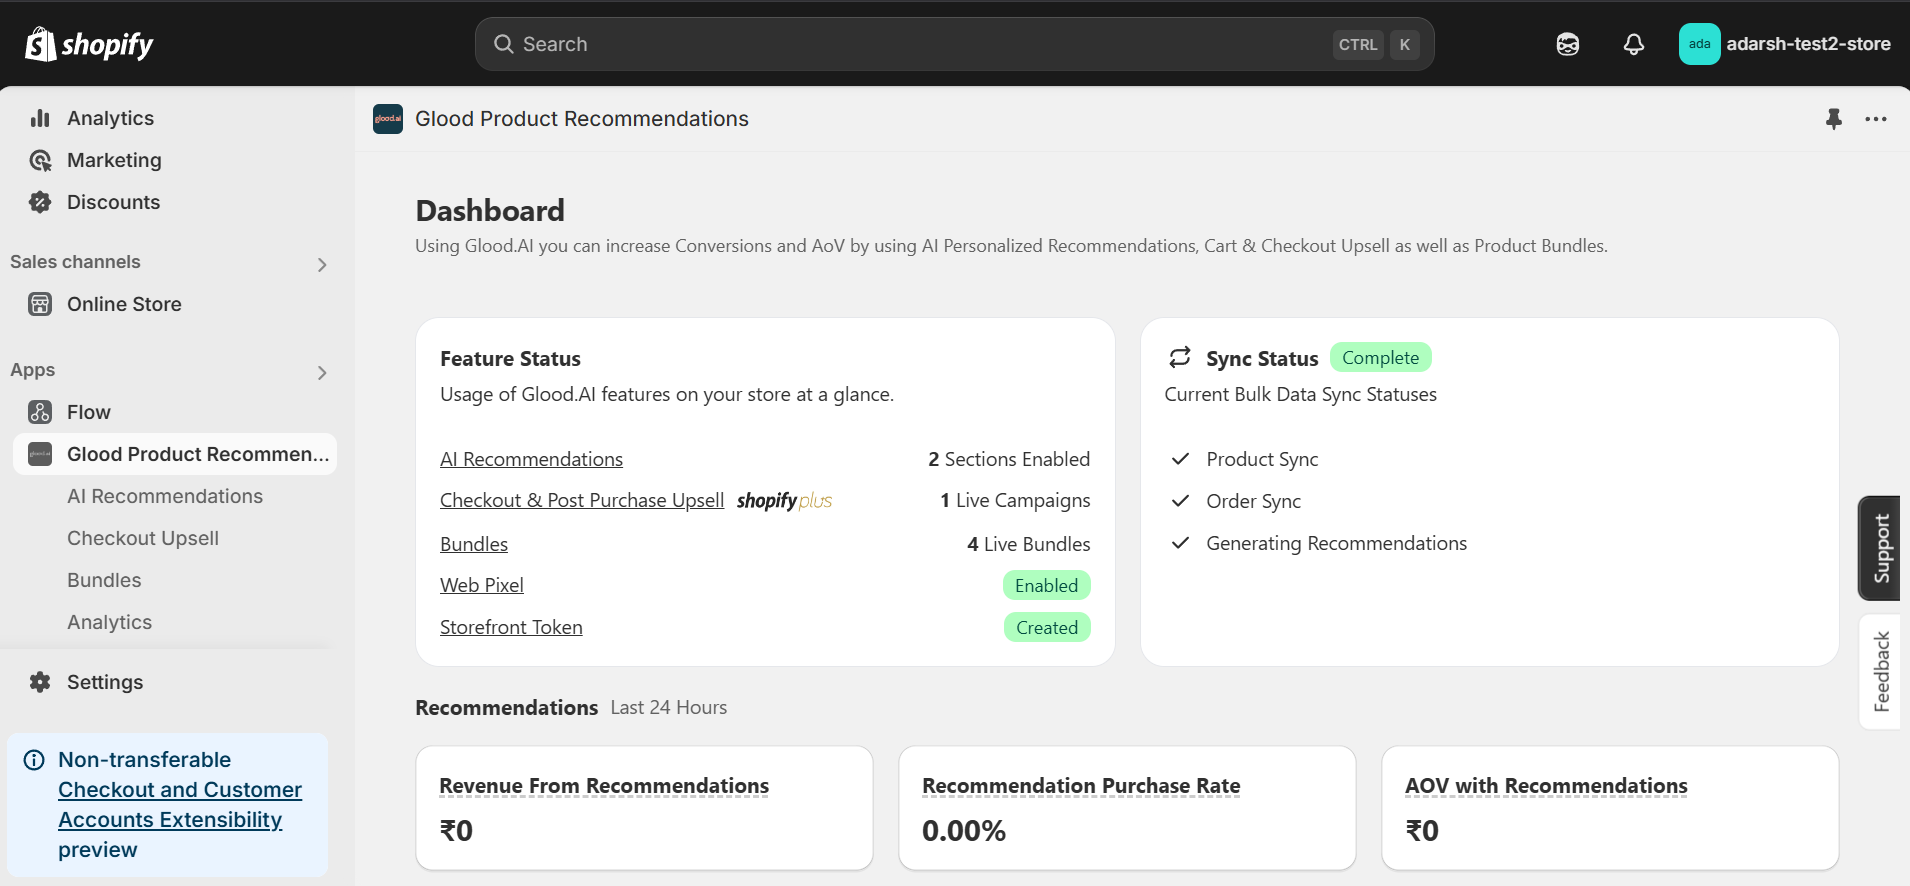 shopify
Search
CTRL K
ada
adarsh-test2-store
Analytics
Marketing
Discounts
Sales channels
Online Store
Apps
Flow
glood.ai
Glood Product Recommen...
AI Recommendations
Checkout Upsell
Bundles
Analytics
Settings
Non-transferable
Checkout and Customer
Accounts Extensibility
preview
glood.ai
Glood Product Recommendations
Dashboard
Using Glood.AI you can increase Conversions and AoV by using AI Personalized Recommendations, Cart & Checkout Upsell as well as Product Bundles.
Feature Status
Usage of Glood.AI features on your store at a glance.
AI Recommendations 2 Sections Enabled
Checkout & Post Purchase Upsell shopify plus 1 Live Campaigns
Bundles 4 Live Bundles
Web Pixel Enabled
Storefront Token Created
Sync Status Complete
Current Bulk Data Sync Statuses
Product Sync
Order Sync
Generating Recommendations
Support
Feedback
Recommendations Last 24 Hours
Revenue From Recommendations
₹0
Recommendation Purchase Rate
0.00%
AOV with Recommendations
₹0